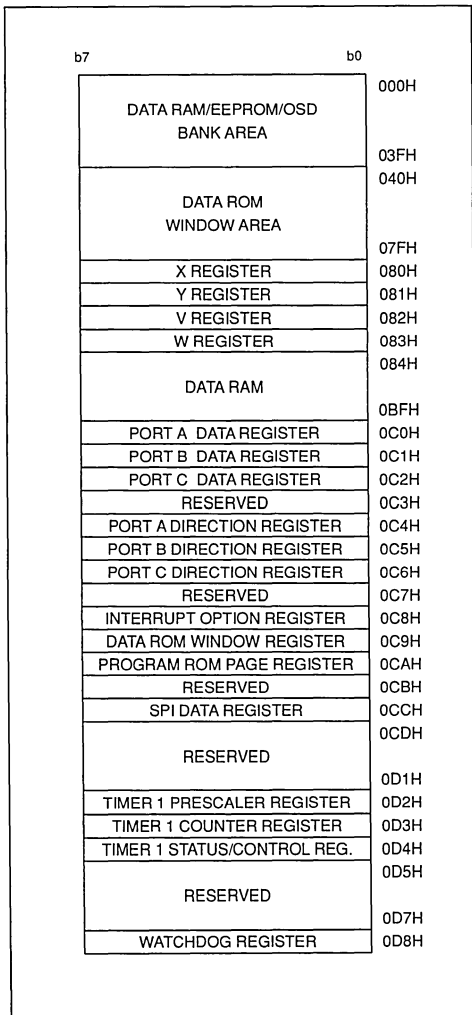 b7 b0
000H
DATA RAM/EEPROM/OSD
BANK AREA
03FH
040H
DATA ROM
WINDOW AREA
07FH
X REGISTER 080H
Y REGISTER 081H
V REGISTER 082H
W REGISTER 083H
084H
DATA RAM
0BFH
PORT A DATA REGISTER 0C0H
PORT B DATA REGISTER 0C1H
PORT C DATA REGISTER 0C2H
RESERVED 0C3H
PORT A DIRECTION REGISTER 0C4H
PORT B DIRECTION REGISTER 0C5H
PORT C DIRECTION REGISTER 0C6H
RESERVED 0C7H
INTERRUPT OPTION REGISTER 0C8H
DATA ROM WINDOW REGISTER 0C9H
PROGRAM ROM PAGE REGISTER 0CAH
RESERVED 0CBH
SPI DATA REGISTER 0CCH
0CDH
RESERVED
0D1H
TIMER 1 PRESCALER REGISTER 0D2H
TIMER 1 COUNTER REGISTER 0D3H
TIMER 1 STATUS/CONTROL REG. 0D4H
0D5H
RESERVED
0D7H
WATCHDOG REGISTER 0D8H